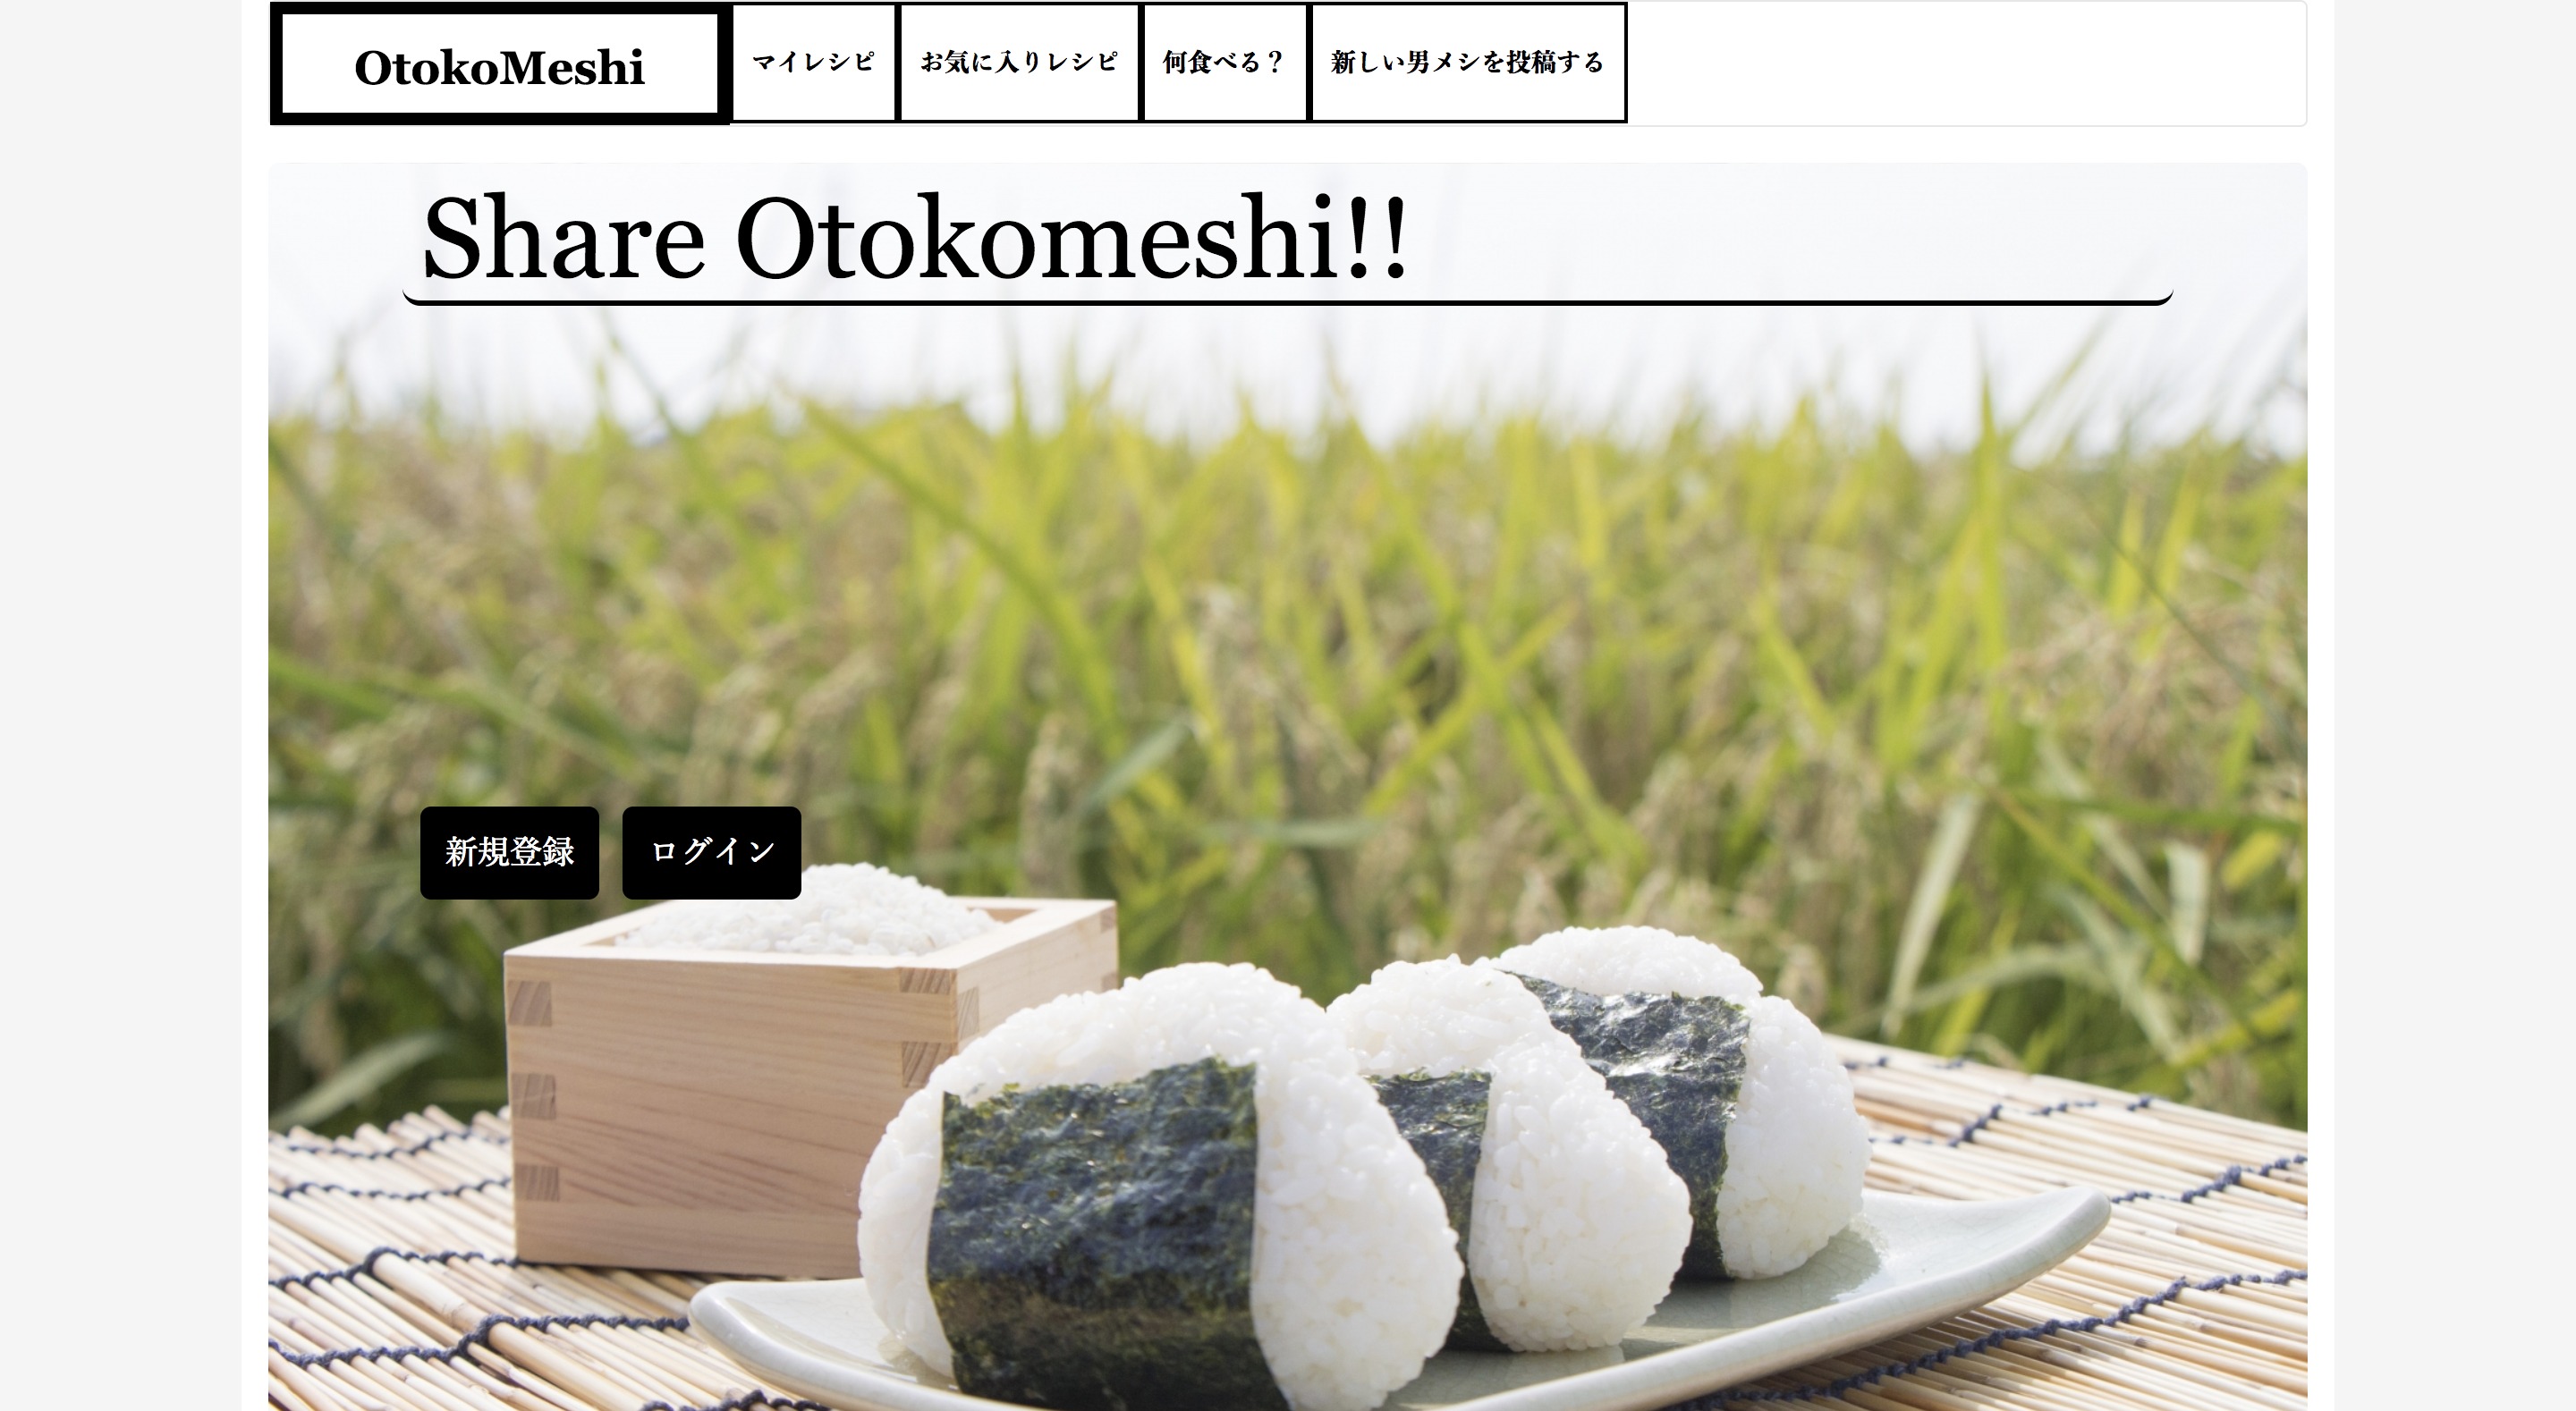 OtokoMeshi
マイレシピ
お気に入りレシピ
何食べる？
新しい男メシを投稿する
Share Otokomeshi!!
新規登録
ログイン